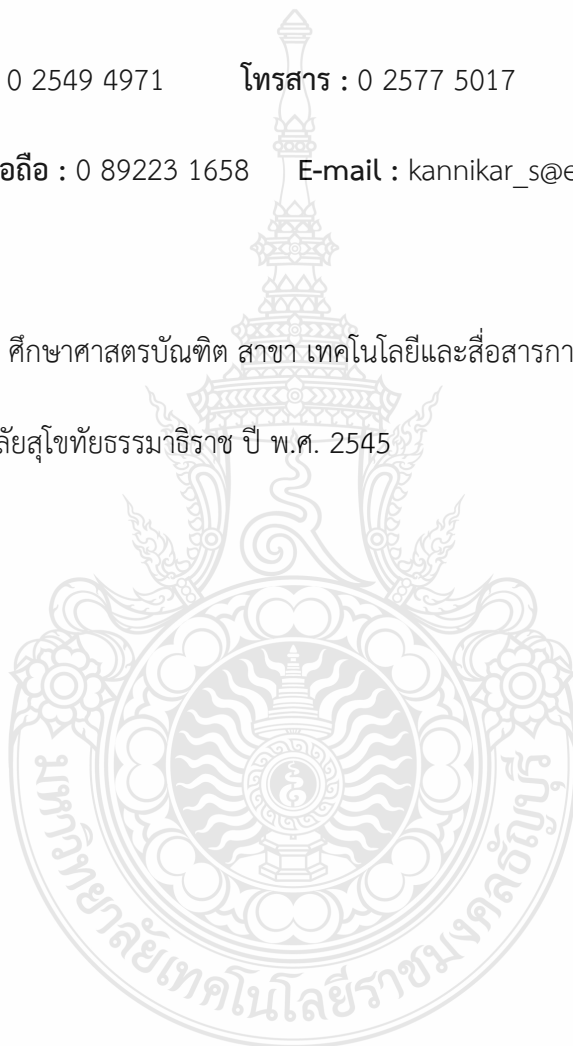 0 2549 4971 โทรสาร : 0 2577 5017
อถือ : 0 89223 1658 E-mail : kannikar_s@e
ศึกษาศาสตรบัณฑิต สาขา เทคโนโลยีและสื่อสารกา
ลัยสุโขทัยธรรมาธิราช ปี พ.ศ. 2545
มหาวิทยาลัยเทคโนโลยีราชมงคลธัญบุรี